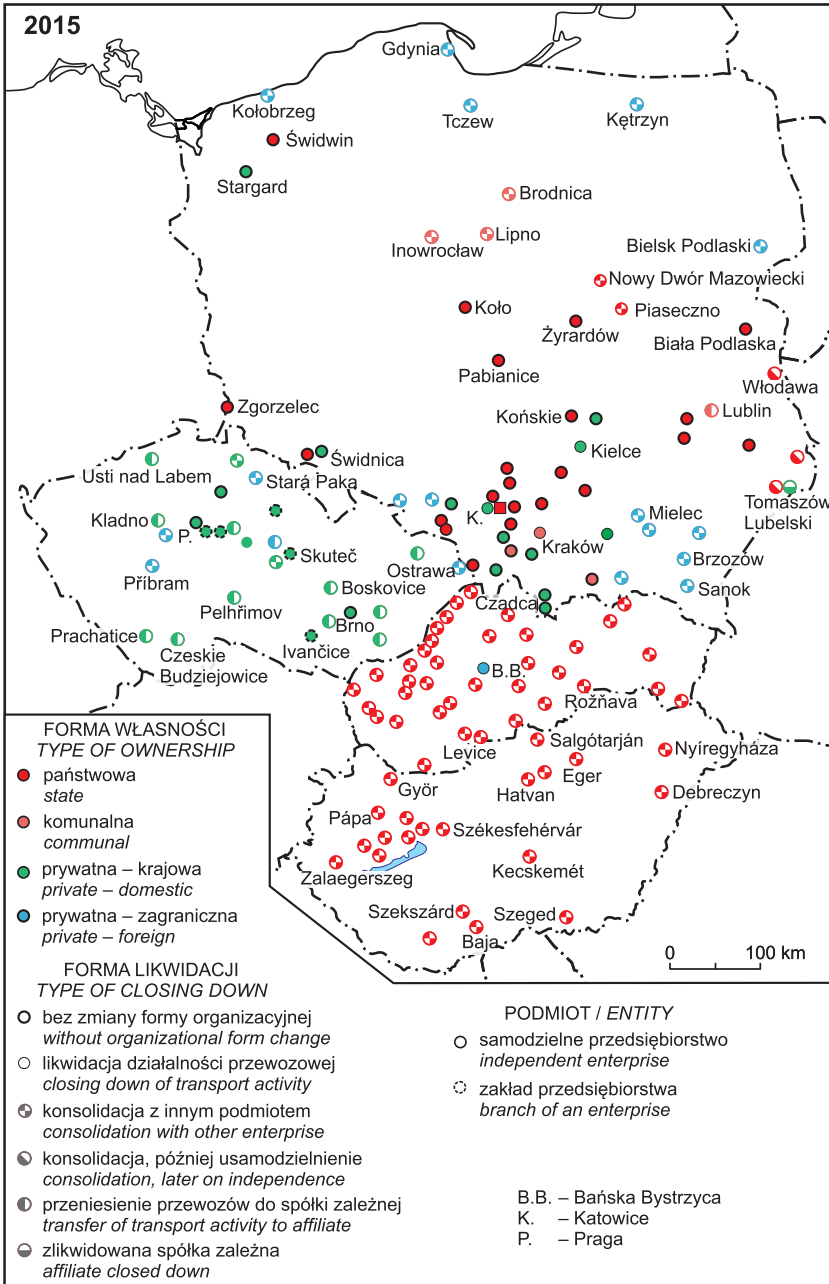 2015
Gdynia
Kołobrzeg
Tczew
Kętrzyn
Świdwin
Stargard
Brodnica
Lipno
Inowrocław
Bielsk Podlaski
Nowy Dwór Mazowiecki
Koło
Piaseczno
Żyrardów
Biała Podlaska
Pabianice
Włodawa
Zgorzelec
Końskie
Lublin
Kielce
Świdnica
Usti nad Labem
Stará Paka
Tomaszów
Lubelski
K.
Mielec
Kladno
P.
Kraków
Skuteč
Ostrawa
Brzozów
Příbram
Sanok
Boskovice
Czadca
Pelhřimov
Brno
Prachatice
Ivančice
Czeskie
Budziejowice
B.B.
Rožňava
Levice
Salgótarján
Nyíregyháza
Györ
Hatvan
Eger
Debreczyn
Pápa
Székesfehérvár
Zalaegerszeg
Kecskemét
Szekszárd
Szeged
Baja
0 100 km
FORMA WŁASNOŚCI
TYPE OF OWNERSHIP
państwowa
state
komunalna
communal
prywatna – krajowa
private – domestic
prywatna – zagraniczna
private – foreign
FORMA LIKWIDACJI
TYPE OF CLOSING DOWN
bez zmiany formy organizacyjnej
without organizational form change
likwidacja działalności przewozowej
closing down of transport activity
konsolidacja z innym podmiotem
consolidation with other enterprise
konsolidacja, później usamodzielnienie
consolidation, later on independence
przeniesienie przewozów do spółki zależnej
transfer of transport activity to affiliate
zlikwidowana spółka zależna
affiliate closed down
PODMIOT / ENTITY
samodzielne przedsiębiorstwo
independent enterprise
zakład przedsiębiorstwa
branch of an enterprise
B.B. – Bańska Bystrzyca
K. – Katowice
P. – Praga